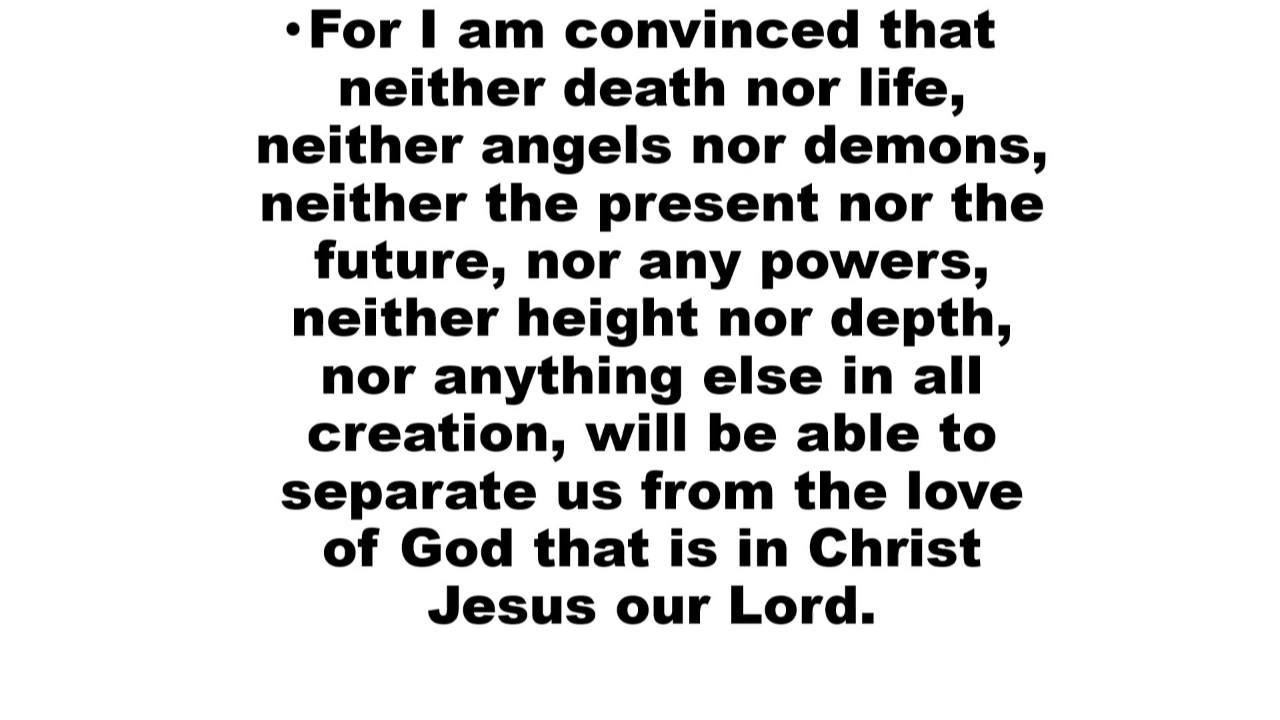 •For I am convinced that
neither death nor life,
neither angels nor demons,
neither the present nor the
future, nor any powers,
neither height nor depth,
nor anything else in all
creation, will be able to
separate us from the love
of God that is in Christ
Jesus our Lord.